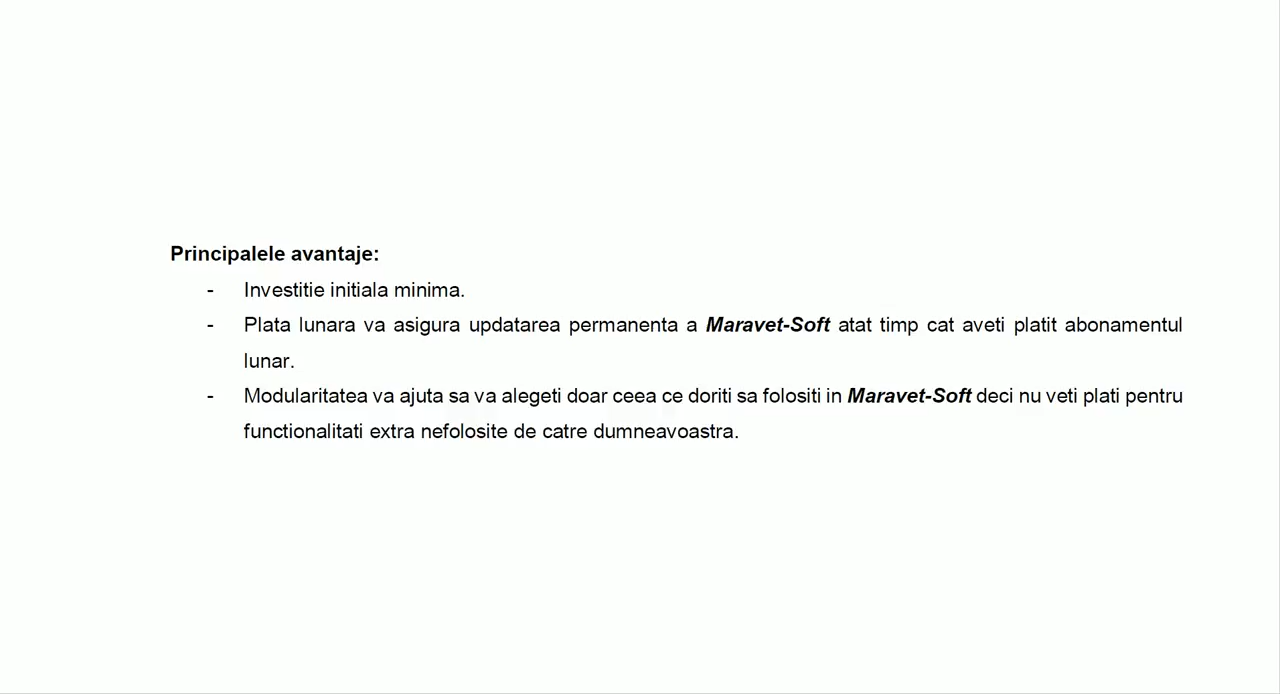 Principalele avantaje:
- Investitie initiala minima.
- Plata lunara va asigura updatarea permanenta a Maravet-Soft atat timp cat aveti platit abonamentul
lunar.
- Modularitatea va ajuta sa va alegeti doar ceea ce doriti sa folositi in Maravet-Soft deci nu veti plati pentru
functionalitati extra nefolosite de catre dumneavoastra.